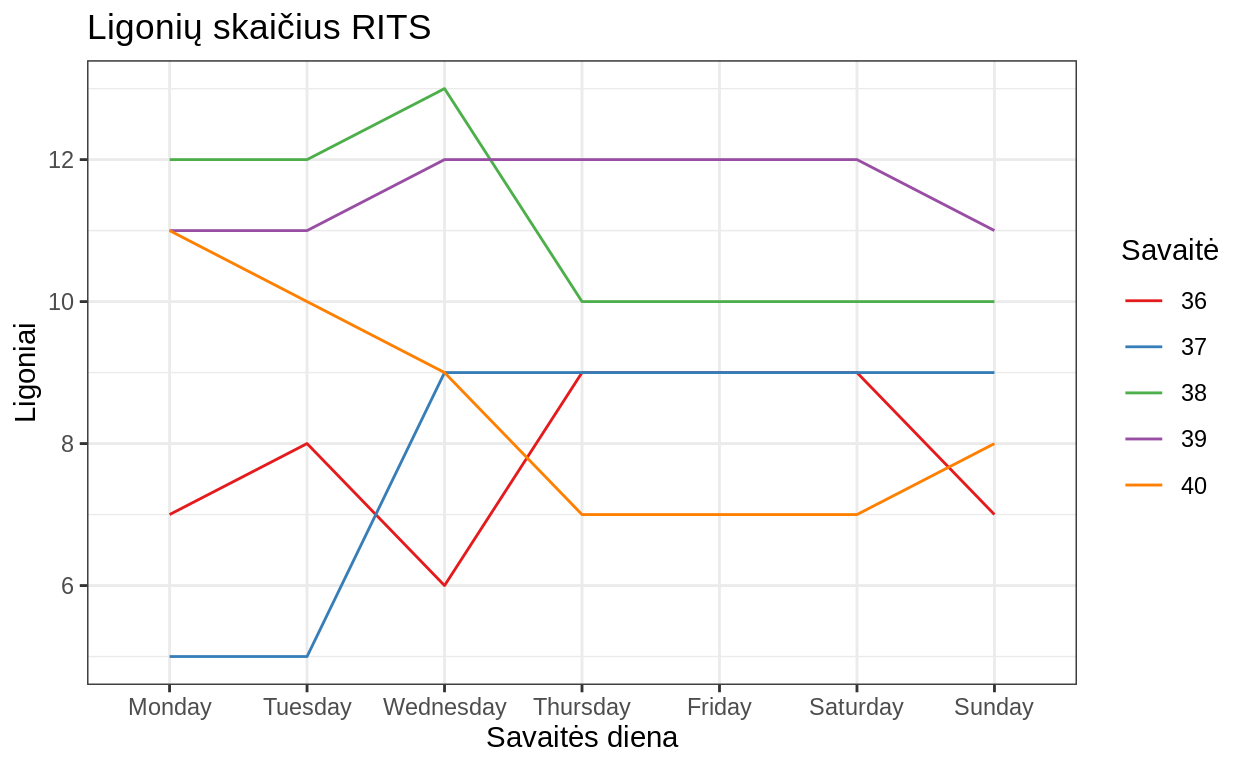 Ligonių skaičius RITS
Ligoniai
12
10
8
6
Monday Tuesday Wednesday Thursday Friday Saturday Sunday
Savaitės diena
Savaitė
36
37
38
39
40